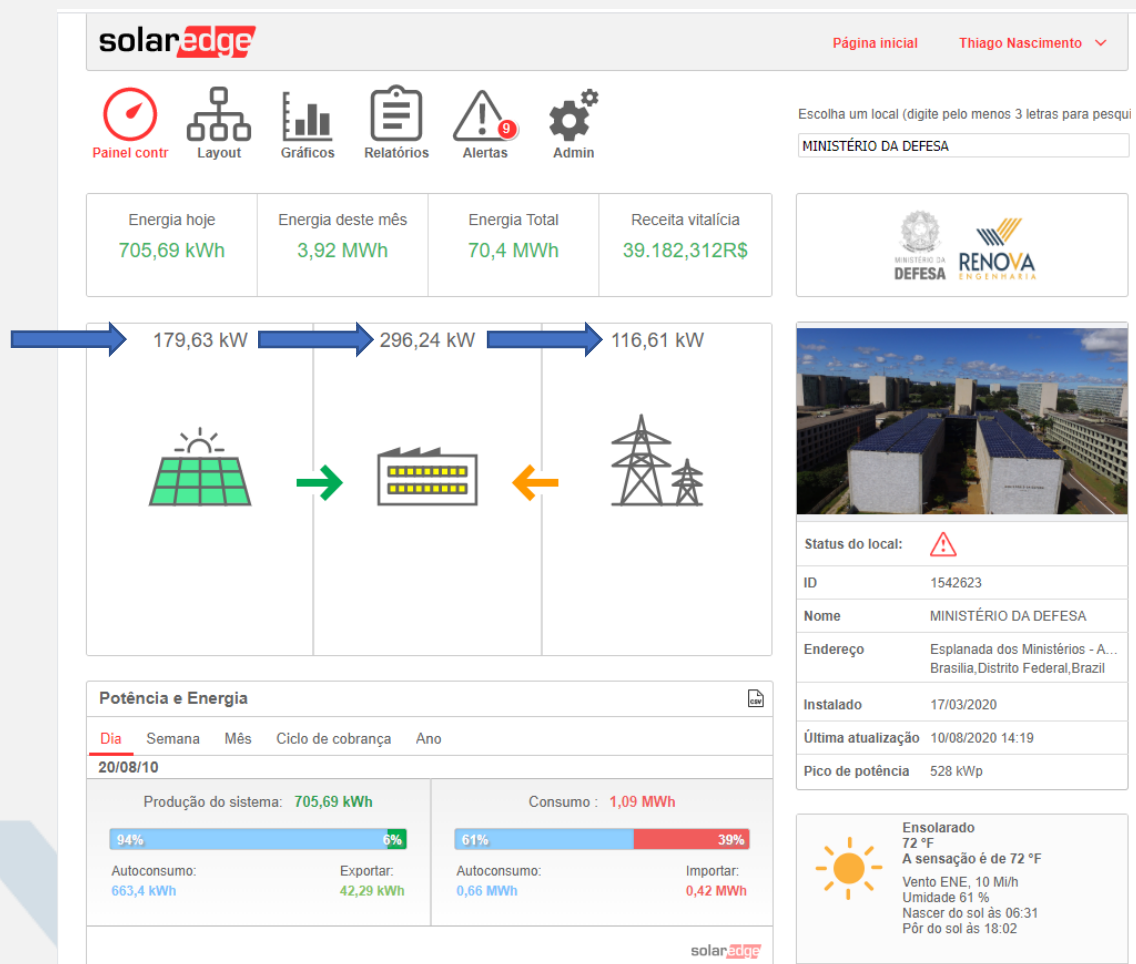 solaredge
Página inicial
Thiago Nascimento
Painel contr
Layout
Gráficos
Relatórios
9
Alertas
Admin
Escolha um local (digite pelo menos 3 letras para pesqui
MINISTÉRIO DA DEFESA
Energia hoje
705,69 kWh
Energia deste mês
3,92 MWh
Energia Total
70,4 MWh
Receita vitalícia
39.182,312R$
MINISTÉRIO DA
DEFESA
RENOVA
ENGENHARIA
179,63 kW
296,24 kW
116,61 kW
Status do local:
ID 1542623
Nome MINISTÉRIO DA DEFESA
Endereço Esplanada dos Ministérios - A...
Brasilia,Distrito Federal,Brazil
Instalado 17/03/2020
Última atualização 10/08/2020 14:19
Pico de potência 528 kWp
Potência e Energia
CSV
Dia Semana Mês Ciclo de cobrança Ano
20/08/10
Produção do sistema: 705,69 kWh
94% 6%
Autoconsumo: Exportar:
663,4 kWh 42,29 kWh
Consumo : 1,09 MWh
61% 39%
Autoconsumo: Importar:
0,66 MWh 0,42 MWh
solaredge
Ensolarado
72 °F
A sensação é de 72 °F
Vento ENE, 10 Mi/h
Umidade 61 %
Nascer do sol às 06:31
Pôr do sol às 18:02